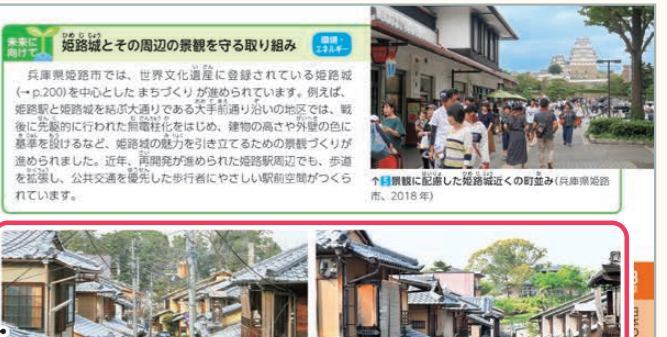 未来に
向けて
姫路城とその周辺の景観を守る取り組み
環境・
エネルギー
兵庫県姫路市では、世界文化遺産に登録されている姫路城
(→p.200)を中心としたまちづくりが進められています。例えば、
姫路駅と姫路城を結ぶ大通りである大手前通り沿いの地区では、戦
後に先駆的に行われた無電柱化をはじめ、建物の高さや外壁の色に
基準を設けるなど、姫路城の魅力を引き立てるための景観づくりが
進められました。近年、再開発が進められた姫路駅周辺でも、歩道
を拡張し、公共交通を優先した歩行者にやさしい駅前空間がつくら
れています。
↑5景観に配慮した姫路城近くの町並み(兵庫県姫路
市、2018年)